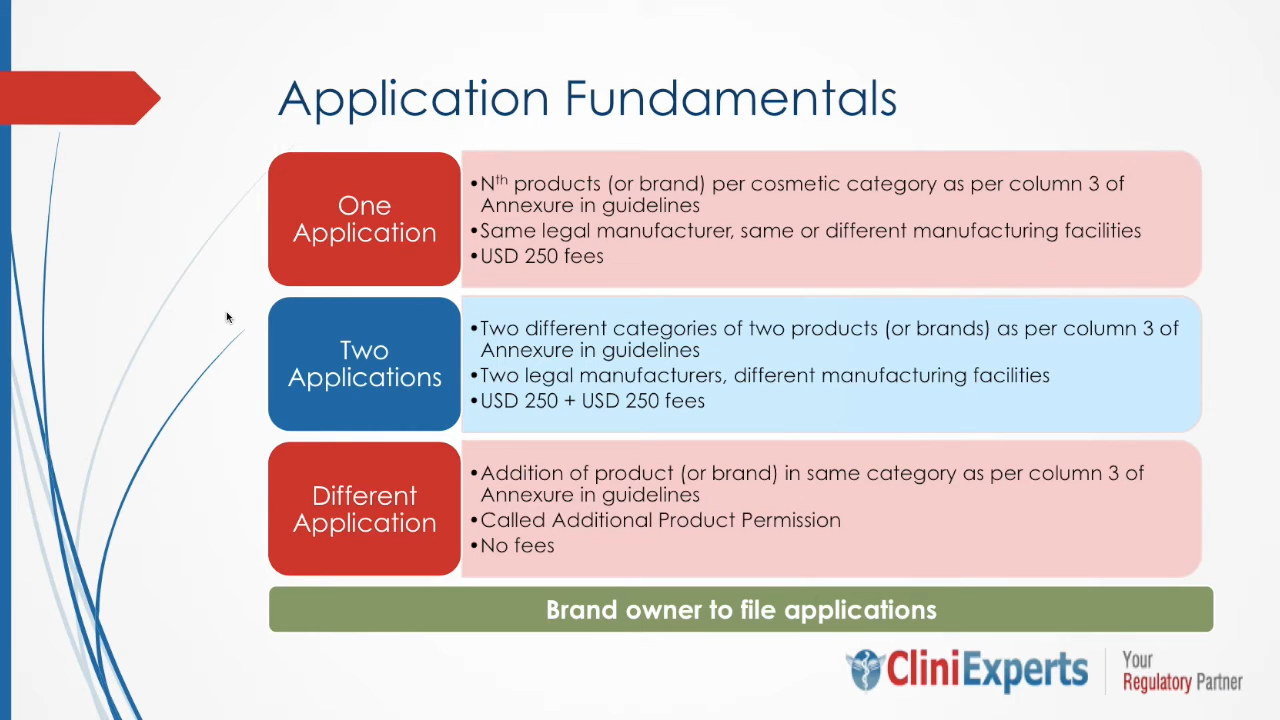 Application Fundamentals
One
Application
•Nth products (or brand) per cosmetic category as per column 3 of
Annexure in guidelines
•Same legal manufacturer, same or different manufacturing facilities
•USD 250 fees
Two
Applications
•Two different categories of two products (or brands) as per column 3 of
Annexure in guidelines
•Two legal manufacturers, different manufacturing facilities
•USD 250 + USD 250 fees
Different
Application
•Addition of product (or brand) in same category as per column 3 of
Annexure in guidelines
•Called Additional Product Permission
•No fees
Brand owner to file applications
CliniExperts
Your
Regulatory Partner